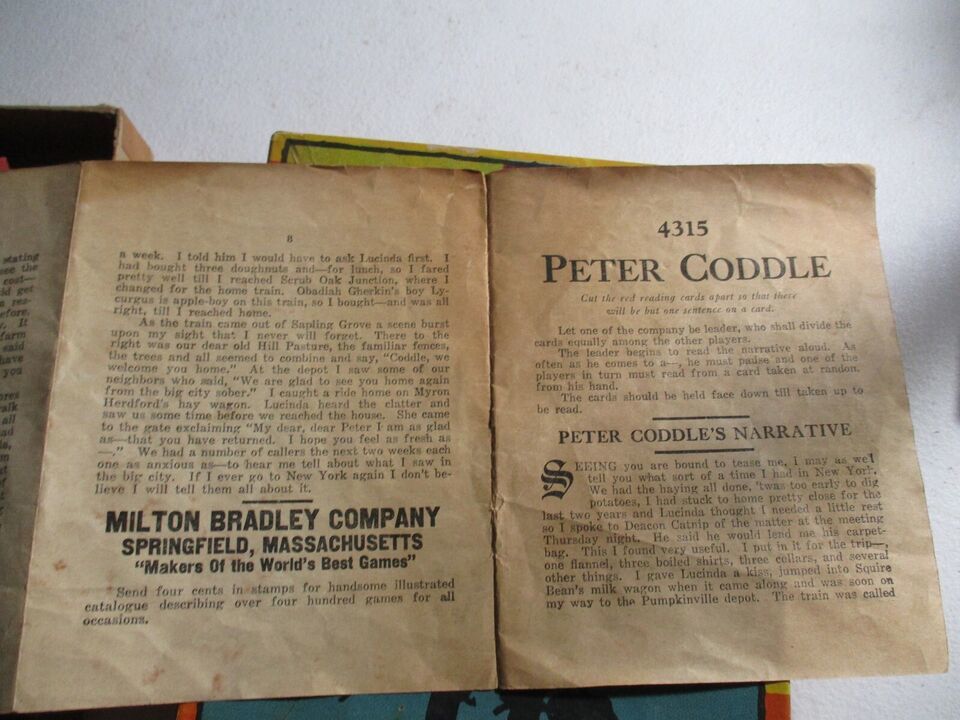 stating
see the
cost—
ld get
a res-
efore.
It
farm
said
have
you
ores
alk
all
ad
8
a week. I told him I would have to ask Lucinda first. I
had bought three doughnuts and—for lunch, so I fared
pretty well till I reached Scrub Oak Junction, where I
changed for the home train. Obadiah Gherkin's boy Ly-
curgus is apple-boy on this train, so I bought—and was all
right, till I reached home.
As the train came out of Sapling Grove a scene burst
upon my sight that I never will forget. There to the
right was our dear old Hill Pasture, the familiar fences,
the trees and all seemed to combine and say, "Coddle, we
welcome you home." At the depot I saw some of our
neighbors who said, "We are glad to see you home again
from the big city sober." I caught a ride home on Myron
Herdford's hay wagon. Lucinda heard the clatter and
saw us some time before we reached the house. She came
to the gate exclaiming "My dear, dear Peter I am as glad
as—that you have returned. I hope you feel as fresh as
—." We had a number of callers the next two weeks each
one as anxious as—to hear me tell about what I saw in
the big city. If I ever go to New York again I don't be-
lieve I will tell them all about it.
MILTON BRADLEY COMPANY
SPRINGFIELD, MASSACHUSETTS
"Makers Of the World's Best Games"
Send four cents in stamps for handsome illustrated
catalogue describing over four hundred games for all
occasions.
4315
PETER CODDLE
Cut the red reading cards apart so that there
will be but one sentence on a card.
Let one of the company be leader, who shall divide the
cards equally among the other players.
The leader begins to read the narrative aloud. As
often as he comes to a—, he must pause and one of the
players in turn must read from a card taken at random
from his hand.
The cards should be held face down till taken up to
be read.
PETER CODDLE'S NARRATIVE
SEEING you are bound to tease me, I may as well
tell you what sort of a time I had in New York.
We had the haying all done, 'twas too early to dig
potatoes, I had stuck to home pretty close for the
last two years and Lucinda thought I needed a little rest
so I spoke to Deacon Catnip of the matter at the meeting
Thursday night. He said he would lend me his carpet-
bag. This I found very useful. I put in it for the trip—,
one flannel, three boiled shirts, three cellars, and several
other things. I gave Lucinda a kiss, jumped into Squire
Bean's milk wagon when it came along and was soon on
my way to the Pumpkinville depot. The train was called